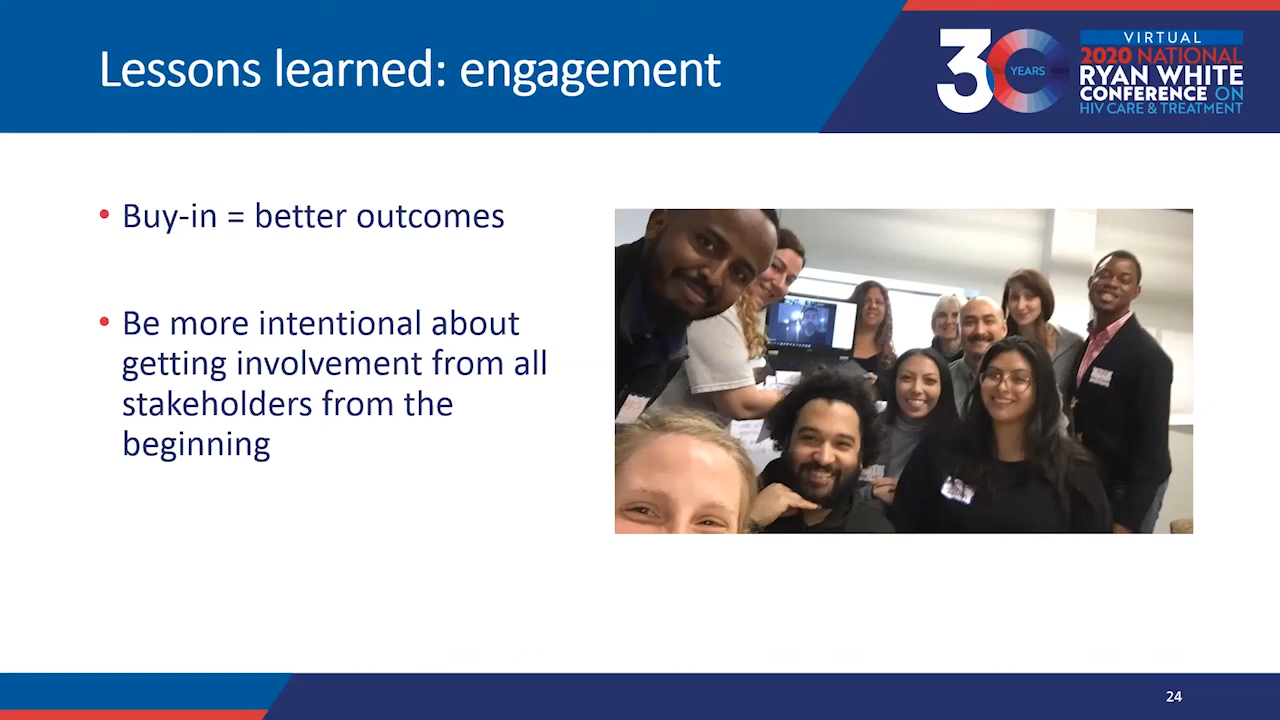 Lessons learned: engagement
30
YEARS
VIRTUAL
2020 NATIONAL
RYAN WHITE
CONFERENCE ON
HIV CARE & TREATMENT
• Buy-in = better outcomes
• Be more intentional about
getting involvement from all
stakeholders from the
beginning
24